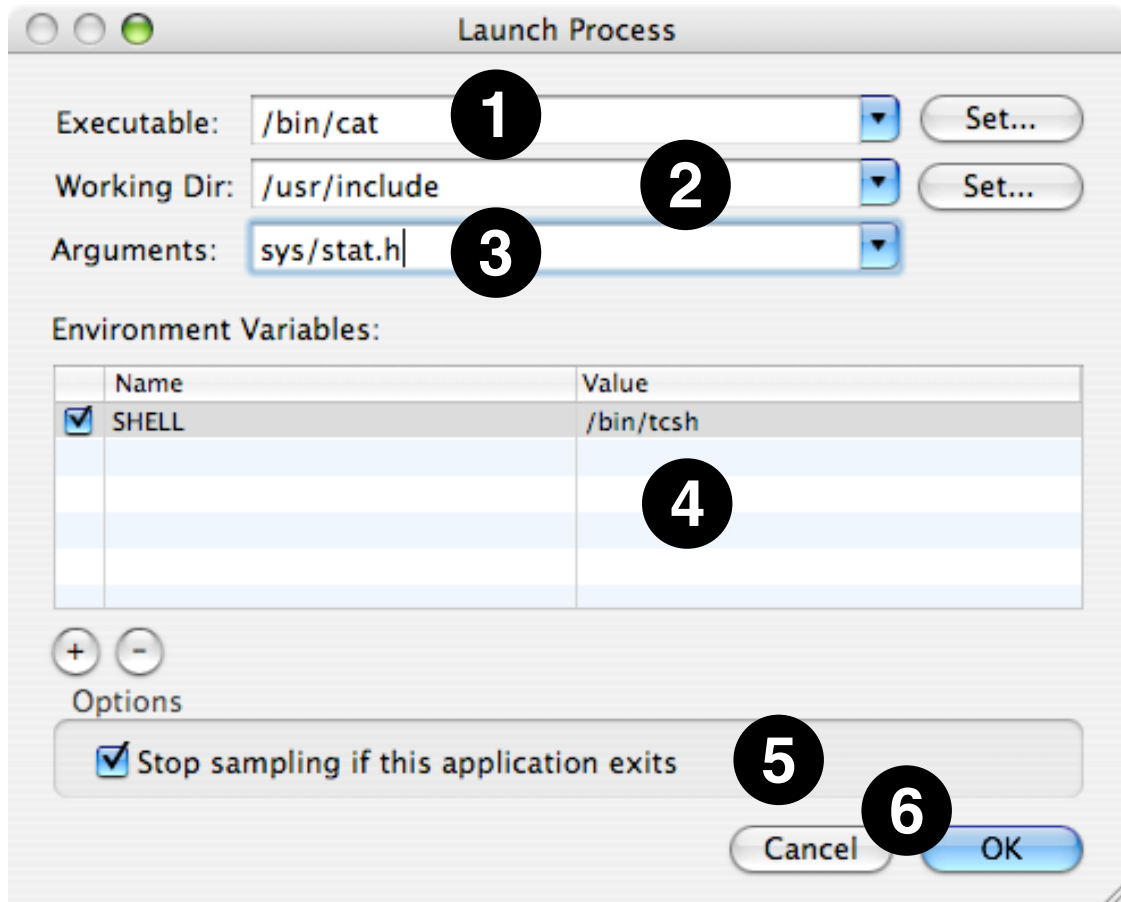 Launch Process
Executable: /bin/cat 1 Set...
Working Dir: /usr/include 2 Set...
Arguments: sys/stat.h 3
Environment Variables:
Name Value
SHELL /bin/tcsh
4
+ -
Options
Stop sampling if this application exits 5
6
Cancel OK